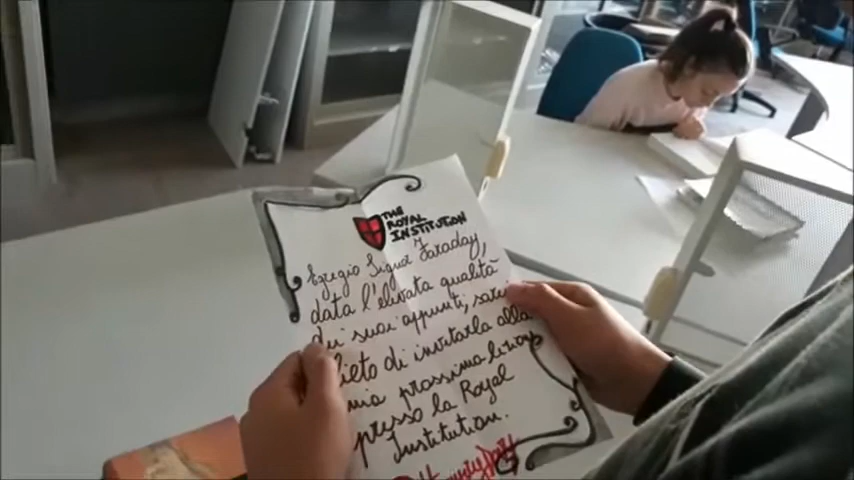 THE
ROYAL
INSTITUTION
Egregio Signor Faraday,
data l'elevata qualità
dei suoi appunti, sarei
lieto di invitarla alla
mia prossima lezione
presso la Royal
Institution.